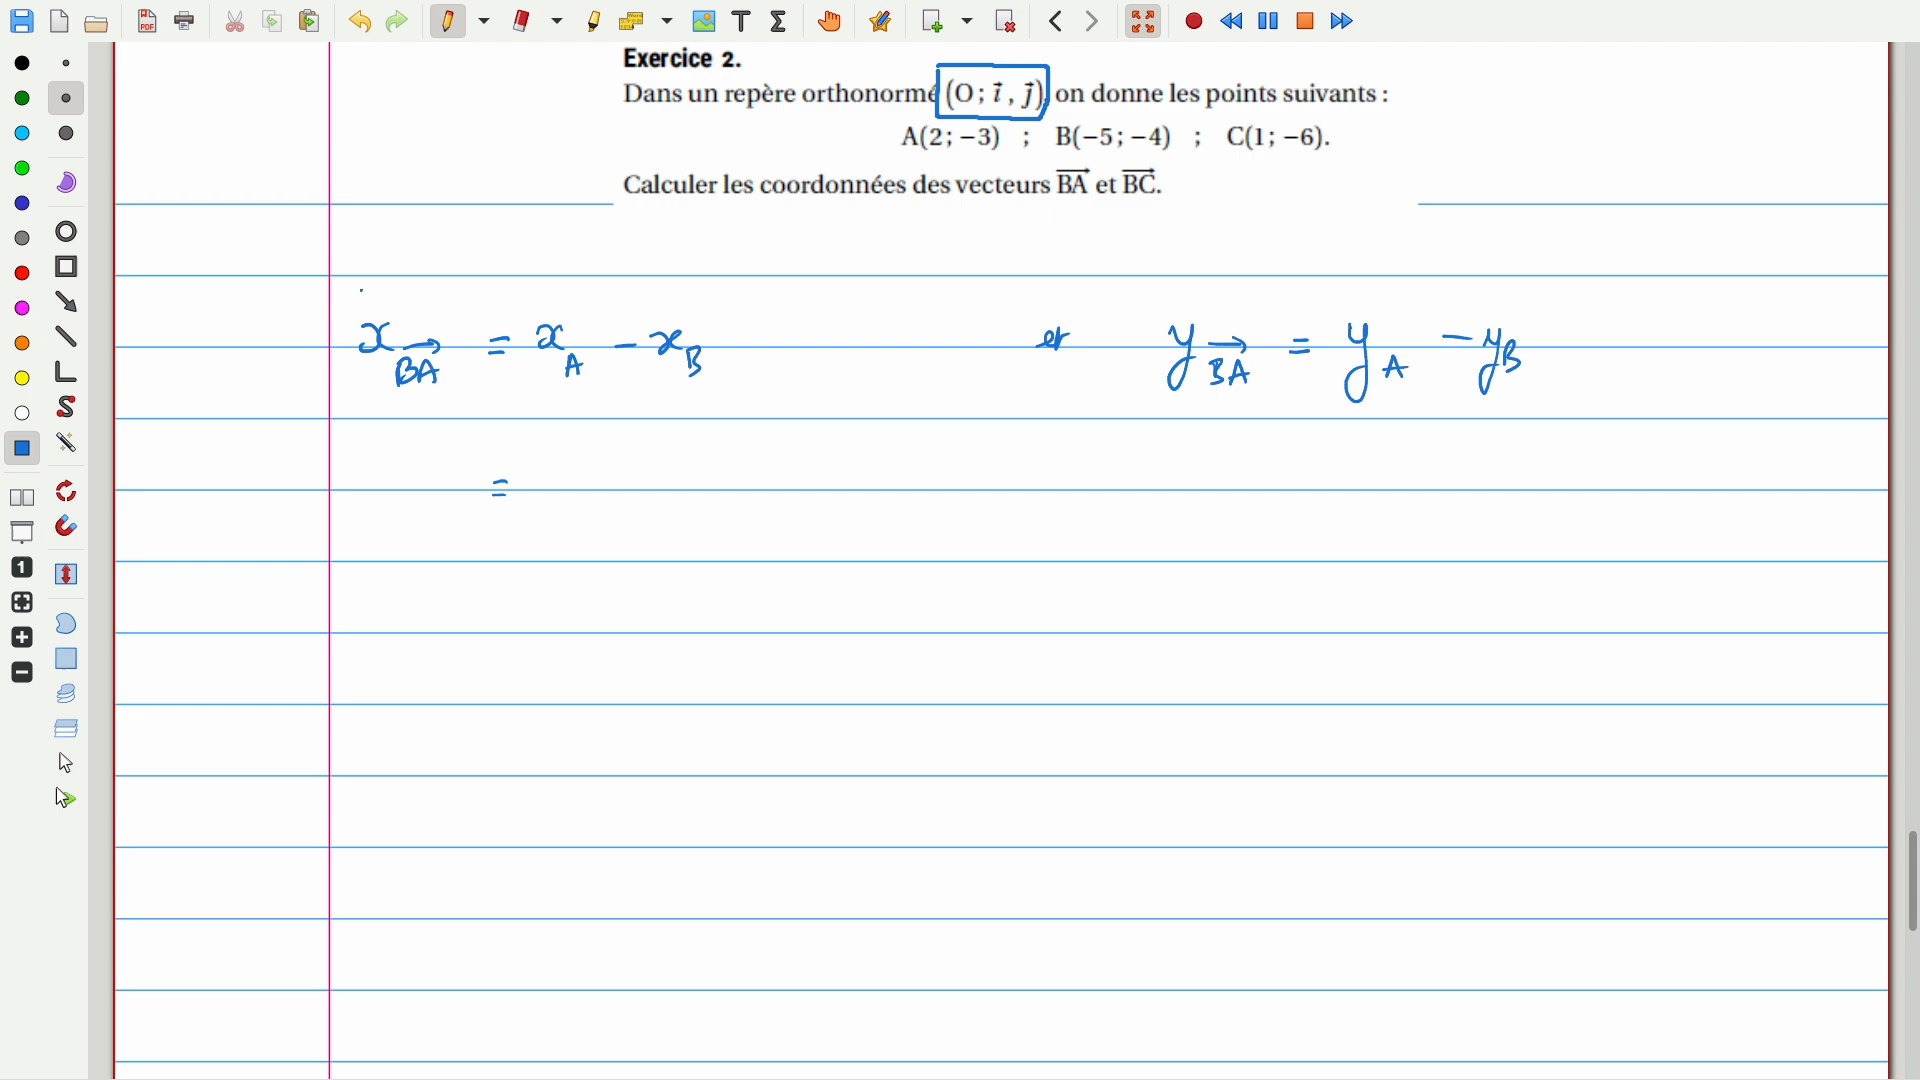 Exercice 2.
Dans un repère orthonormé (O ; i⃗ , j⃗), on donne les points suivants :
A(2 ; −3) ; B(−5 ; −4) ; C(1 ; −6).
Calculer les coordonnées des vecteurs B͞A⃗ et B͞C⃗.
x_BA⃗ = x_A − x_B et y_BA⃗ = y_A − y_B
=